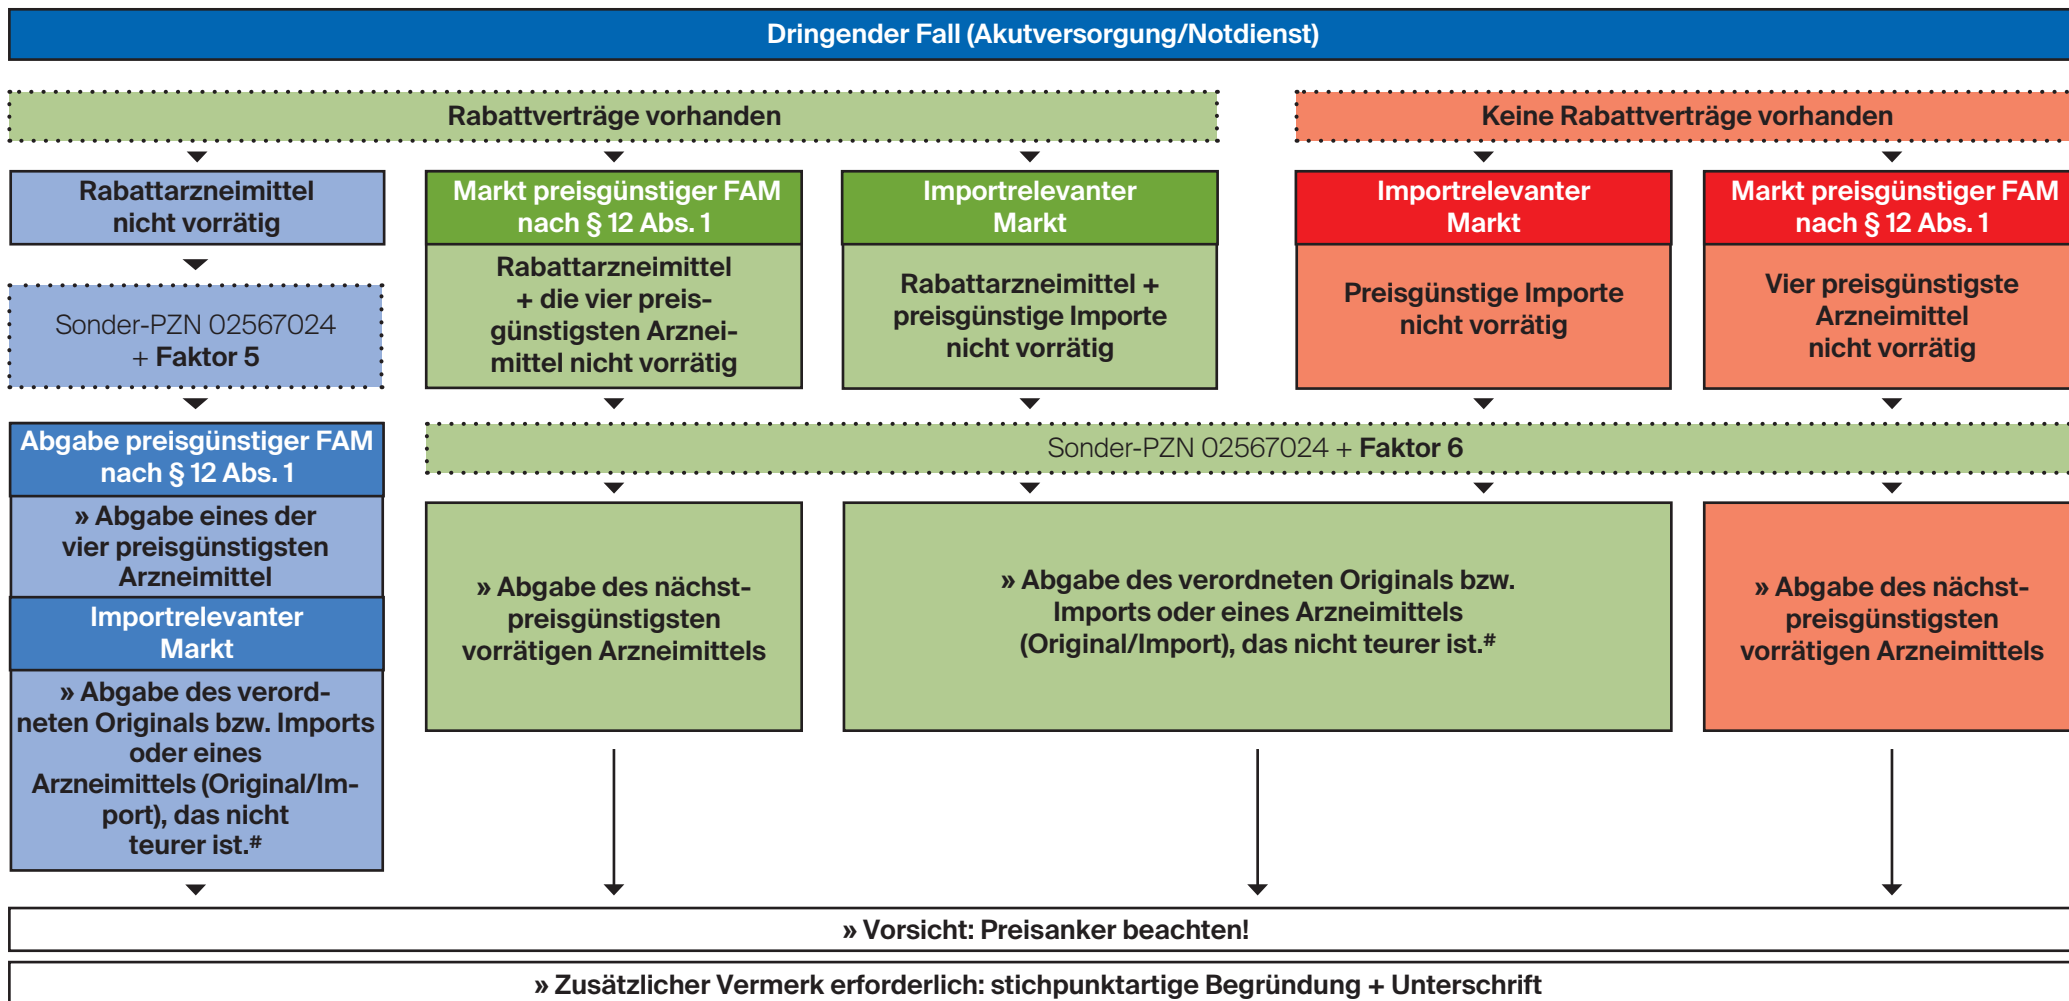 Dringender Fall (Akutversorgung/Notdienst)
Rabattverträge vorhanden
Keine Rabattverträge vorhanden
Rabattarzneimittel
nicht vorrätig
Sonder-PZN 02567024
+ Faktor 5
Abgabe preisgünstiger FAM
nach § 12 Abs. 1
» Abgabe eines der
vier preisgünstigsten
Arzneimittel
Importrelevanter
Markt
» Abgabe des verord-
neten Originals bzw. Imports
oder eines
Arzneimittels (Original/Im-
port), das nicht
teurer ist.#
Markt preisgünstiger FAM
nach § 12 Abs. 1
Rabattarzneimittel
+ die vier preis-
günstigsten Arznei-
mittel nicht vorrätig
Importrelevanter
Markt
Rabattarzneimittel +
preisgünstige Importe
nicht vorrätig
Importrelevanter
Markt
Preisgünstige Importe
nicht vorrätig
Markt preisgünstiger FAM
nach § 12 Abs. 1
Vier preisgünstigste
Arzneimittel
nicht vorrätig
Sonder-PZN 02567024 + Faktor 6
» Abgabe des nächst-
preisgünstigsten
vorrätigen Arzneimittels
» Abgabe des verordneten Originals bzw.
Imports oder eines Arzneimittels
(Original/Import), das nicht teurer ist.#
» Abgabe des nächst-
preisgünstigsten
vorrätigen Arzneimittels
» Vorsicht: Preisanker beachten!
» Zusätzlicher Vermerk erforderlich: stichpunktartige Begründung + Unterschrift